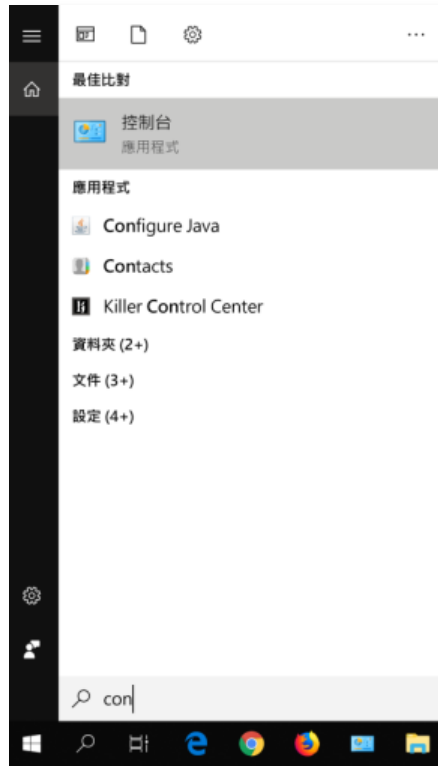 最佳比對
控制台
應用程式
應用程式
Configure Java
Contacts
Killer Control Center
資料夾 (2+)
文件 (3+)
設定 (4+)
con